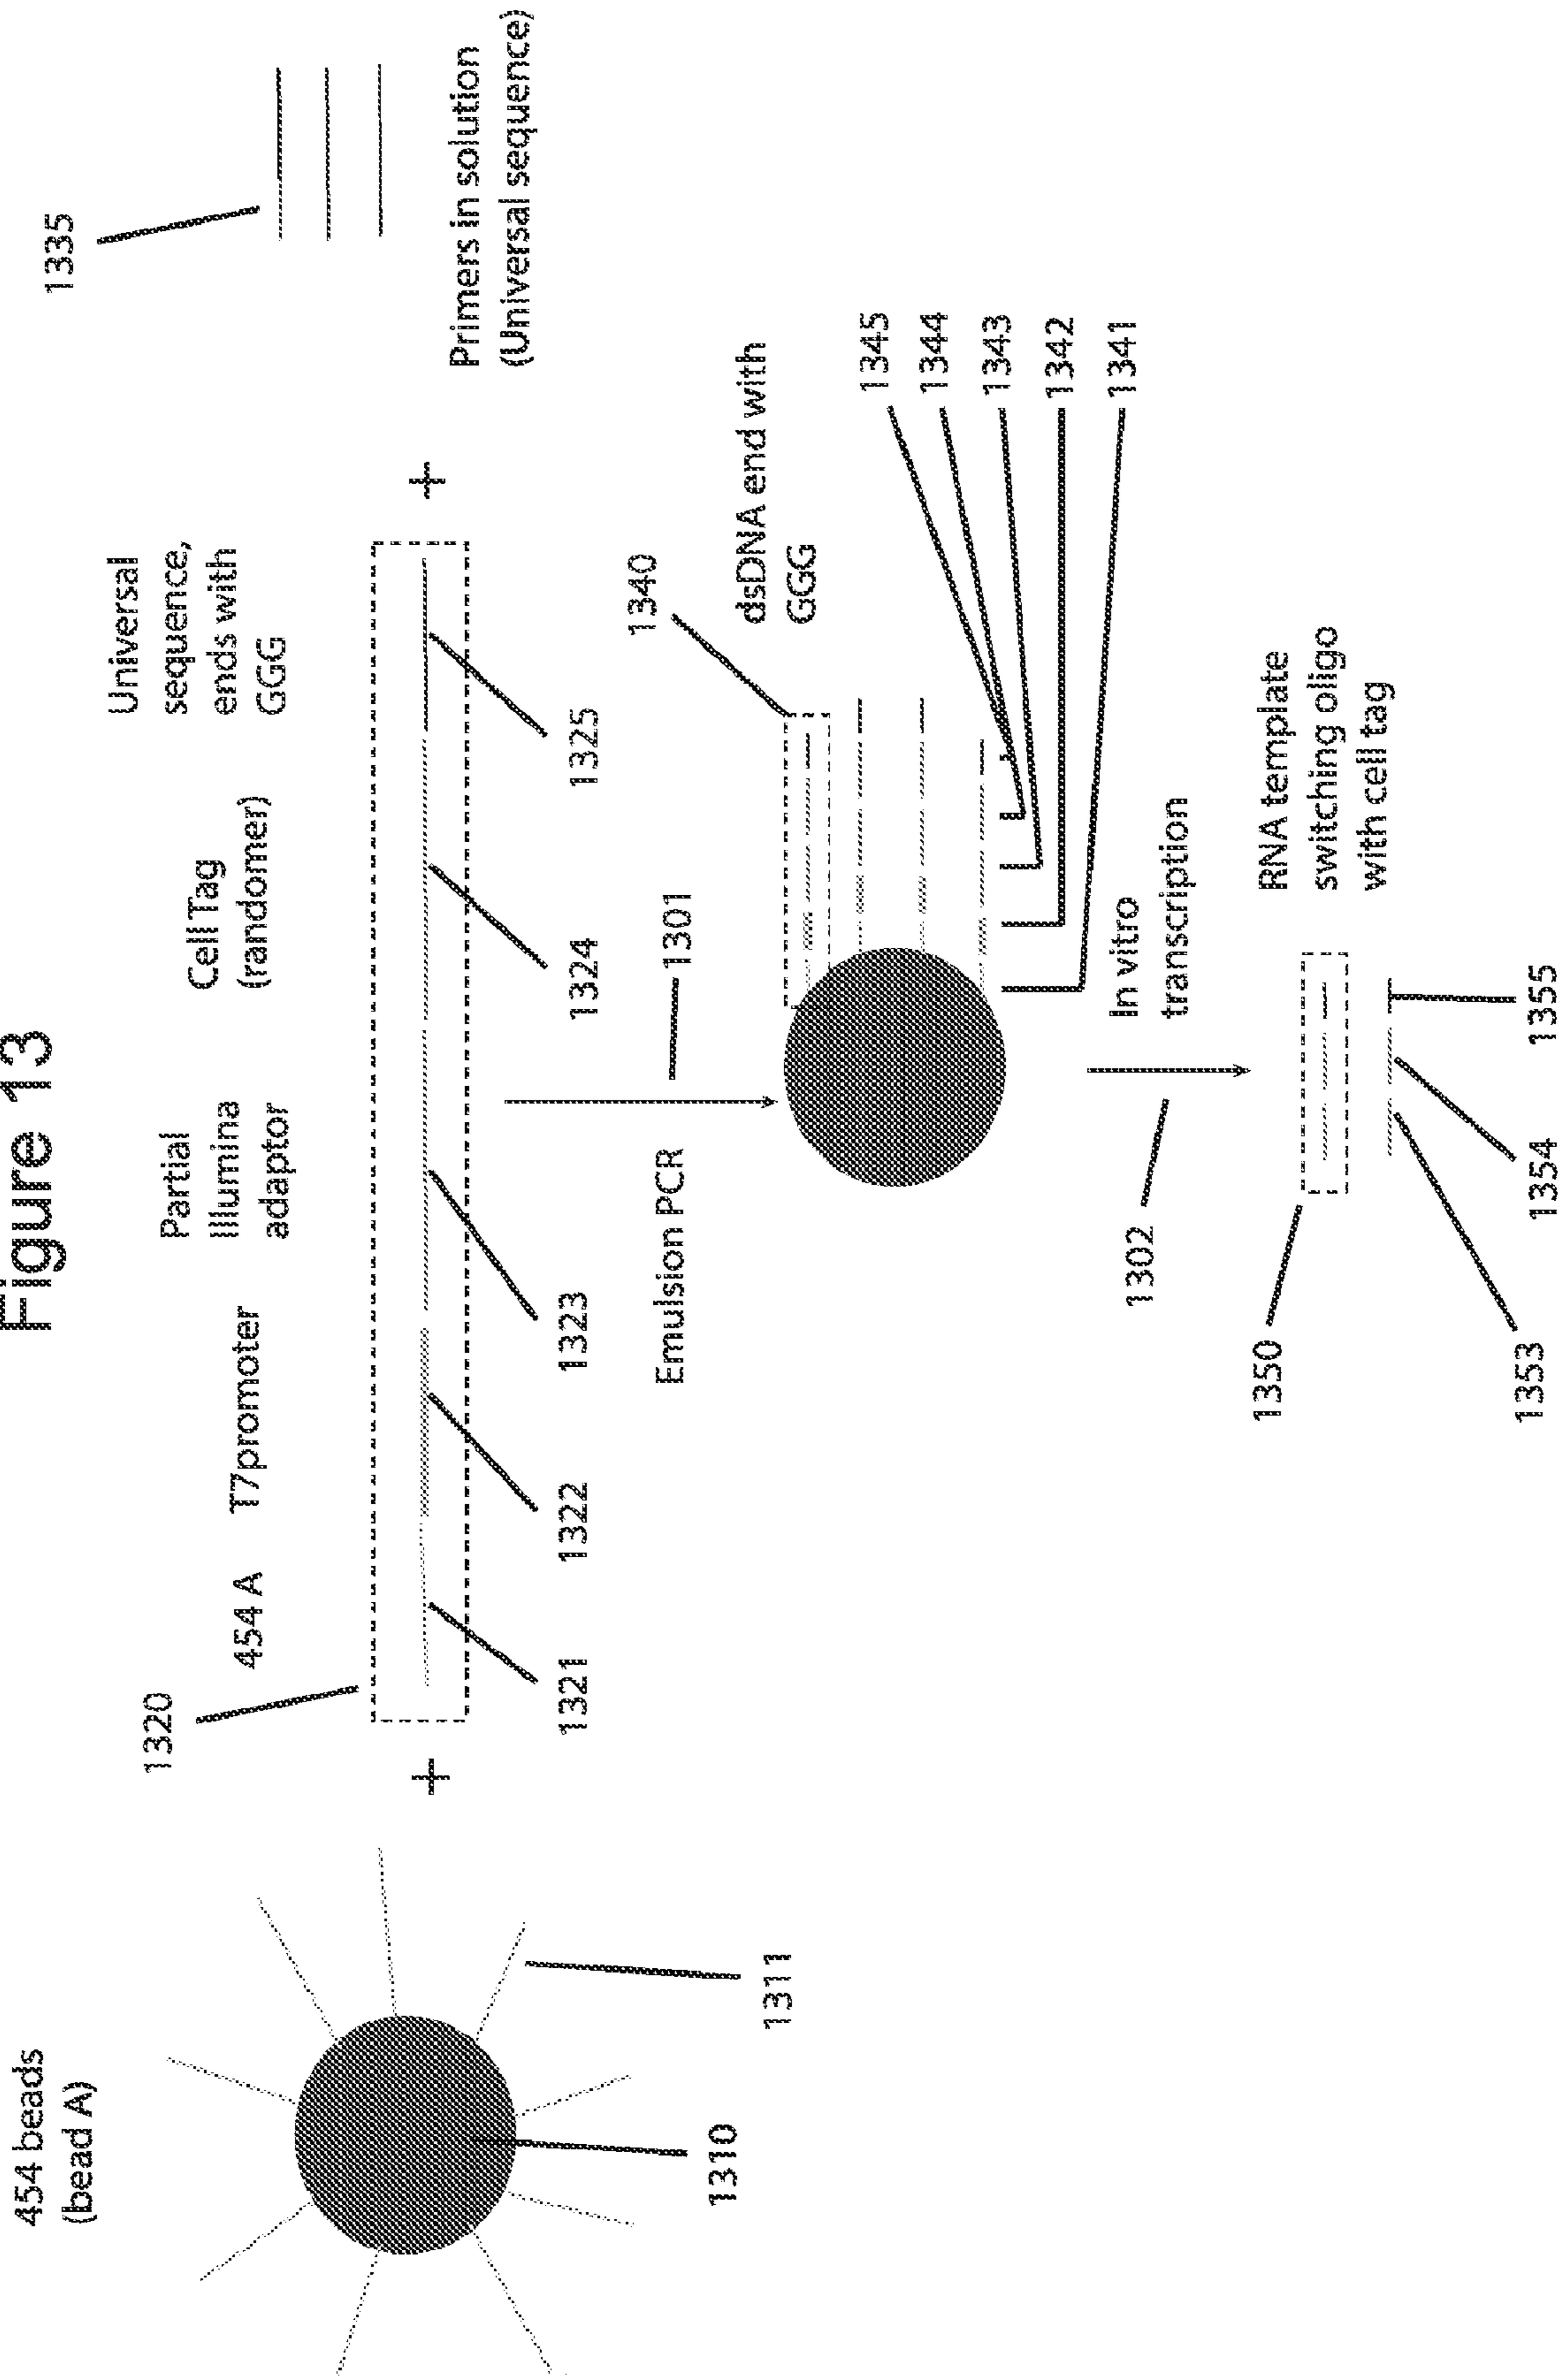 Figure 13
454 beads
(bead A)
1310
1311
+
1320
454 A
T7promoter
Partial
Illumina
adaptor
Cell Tag
(randomer)
Universal
sequence,
ends with
GGG
1321
1322
1323
1324
1325
+
1335
Primers in solution
(Universal sequence)
Emulsion PCR
1301
1340
dsDNA end with
GGG
1345
1344
1343
1342
1341
1302
In vitro
transcription
1350
RNA template
switching oligo
with cell tag
1353
1354
1355